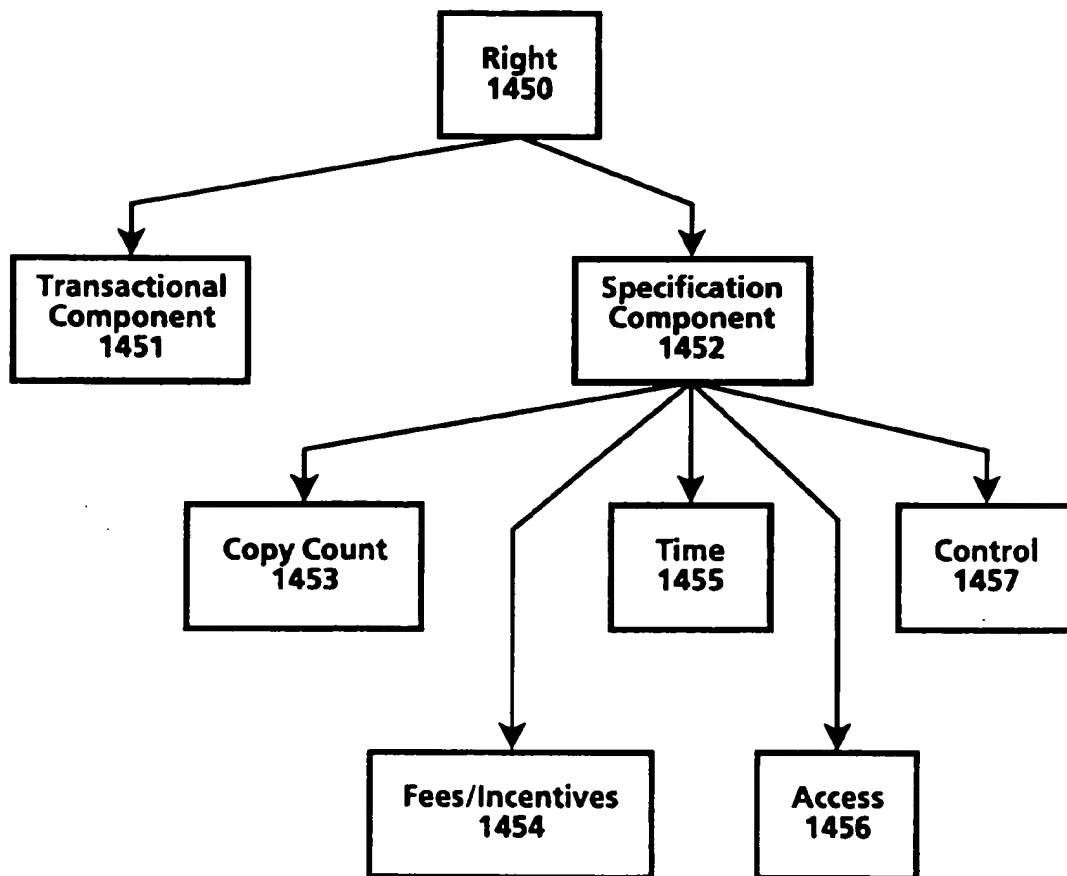 Right
1450
Transactional
Component
1451
Specification
Component
1452
Copy Count
1453
Time
1455
Control
1457
Fees/Incentives
1454
Access
1456